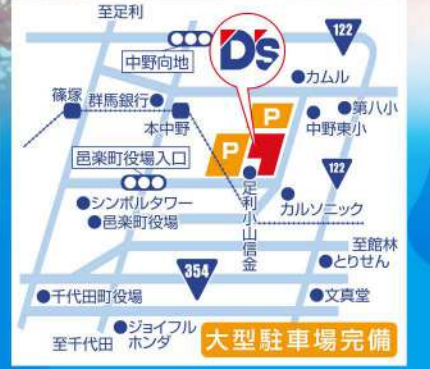 至足利
122
D's
中野向地
カムル
篠塚
群馬銀行
P
第八小
本中野
中野東小
P
邑楽町役場入口
122
シンボルタワー
足利小山信金
カルソニック
邑楽町役場
至館林
354
とりせん
千代田町役場
文真堂
ジョイフル
ホンダ
至千代田
大型駐車場完備